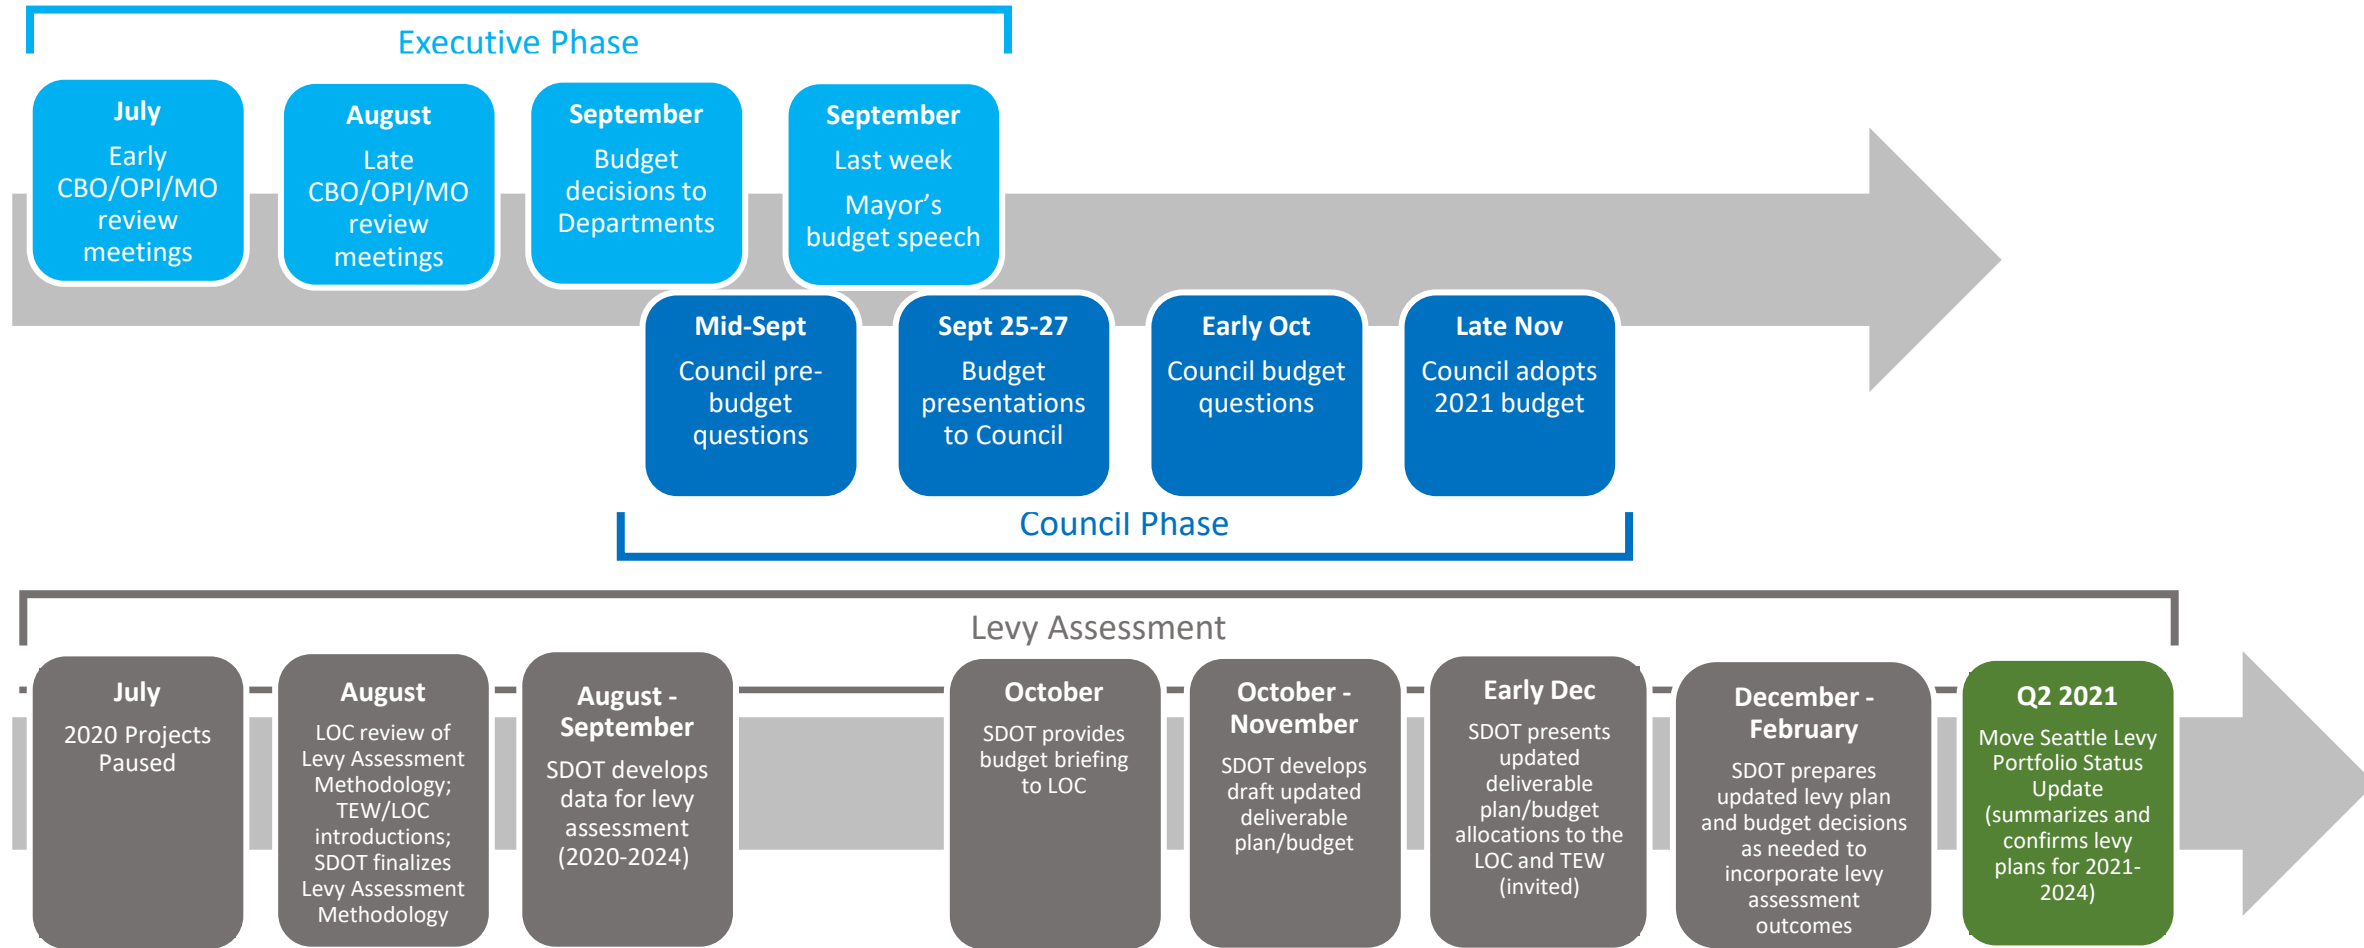 Executive Phase
July
Early
CBO/OPI/MO
review
meetings
August
Late
CBO/OPI/MO
review
meetings
September
Budget
decisions to
Departments
September
Last week
Mayor’s
budget speech
Mid-Sept
Council pre-
budget
questions
Sept 25-27
Budget
presentations
to Council
Early Oct
Council budget
questions
Late Nov
Council adopts
2021 budget
Council Phase
Levy Assessment
July
2020 Projects
Paused
August
LOC review of
Levy Assessment
Methodology;
TEW/LOC
introductions;
SDOT finalizes
Levy Assessment
Methodology
August -
September
SDOT develops
data for levy
assessment
(2020-2024)
October
SDOT provides
budget briefing
to LOC
October -
November
SDOT develops
draft updated
deliverable
plan/budget
Early Dec
SDOT presents
updated
deliverable
plan/budget
allocations to the
LOC and TEW
(invited)
December -
February
SDOT prepares
updated levy plan
and budget decisions
as needed to
incorporate levy
assessment
outcomes
Q2 2021
Move Seattle Levy
Portfolio Status
Update
(summarizes and
confirms levy
plans for 2021-
2024)